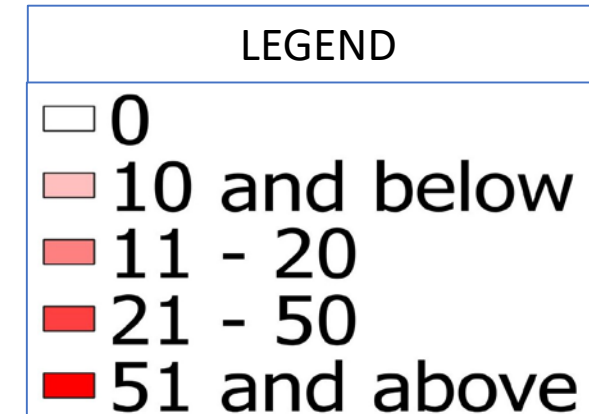 LEGEND
0
10 and below
11 - 20
21 - 50
51 and above